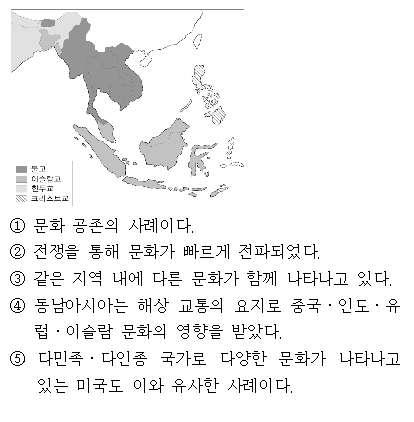 불교
이슬람교
힌두교
크리스트교
① 문화 공존의 사례이다.
② 전쟁을 통해 문화가 빠르게 전파되었다.
③ 같은 지역 내에 다른 문화가 함께 나타나고 있다.
④ 동남아시아는 해상 교통의 요지로 중국·인도·유
럽·이슬람 문화의 영향을 받았다.
⑤ 다민족·다인종 국가로 다양한 문화가 나타나고
있는 미국도 이와 유사한 사례이다.